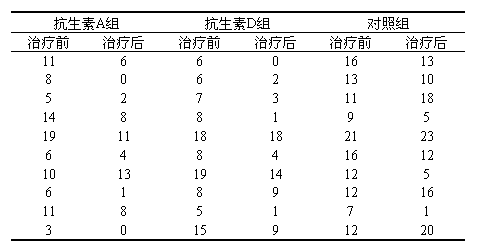 抗生素A组 抗生素D组 对照组
治疗前 治疗后 治疗前 治疗后 治疗前 治疗后
11 6 6 0 16 13
8 0 6 2 13 10
5 2 7 3 11 18
14 8 8 1 9 5
19 11 18 18 21 23
6 4 8 4 16 12
10 13 19 14 12 5
6 1 8 9 12 16
11 8 5 1 7 1
3 0 15 9 12 20